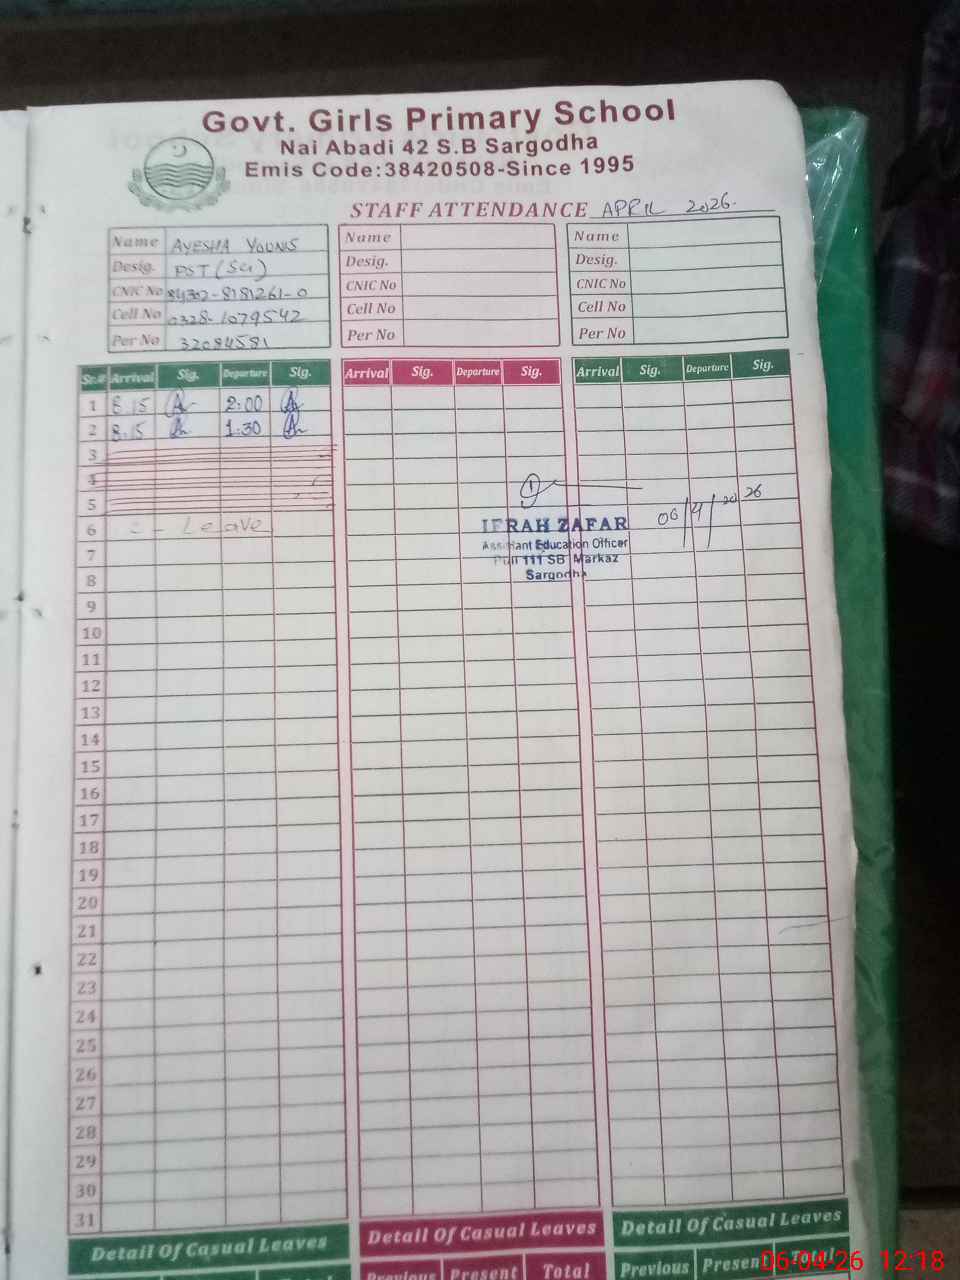 Govt. Girls Primary School
Nai Abadi 42 S.B Sargodha
Emis Code:38420508-Since 1995
STAFF ATTENDANCE APRIL 2026.
Name AYESHA YOUNIS
Desig. PST (Sci)
CNIC No 84302-8181261-0
Cell No 0328-1079542
Per No 32084581
Name
Desig.
CNIC No
Cell No
Per No
Name
Desig.
CNIC No
Cell No
Per No
Sr.# Arrival Sig. Departure Sig. Arrival Sig. Departure Sig. Arrival Sig. Departure Sig.
1 8.15 2:00
2 8.15 1:30
3
4
5
6 - Leave
7
8
9
10
11
12
13
14
15
16
17
18
19
20
21
22
23
24
25
26
27
28
29
30
31
IFRAH ZAFAR
Assistant Education Officer
Pull 111 SB Markaz
Sargodha
06/4/2026
Detail Of Casual Leaves Detail Of Casual Leaves Detail Of Casual Leaves
Total Previous Present Total Previous Present Total
06-04-26 12:18